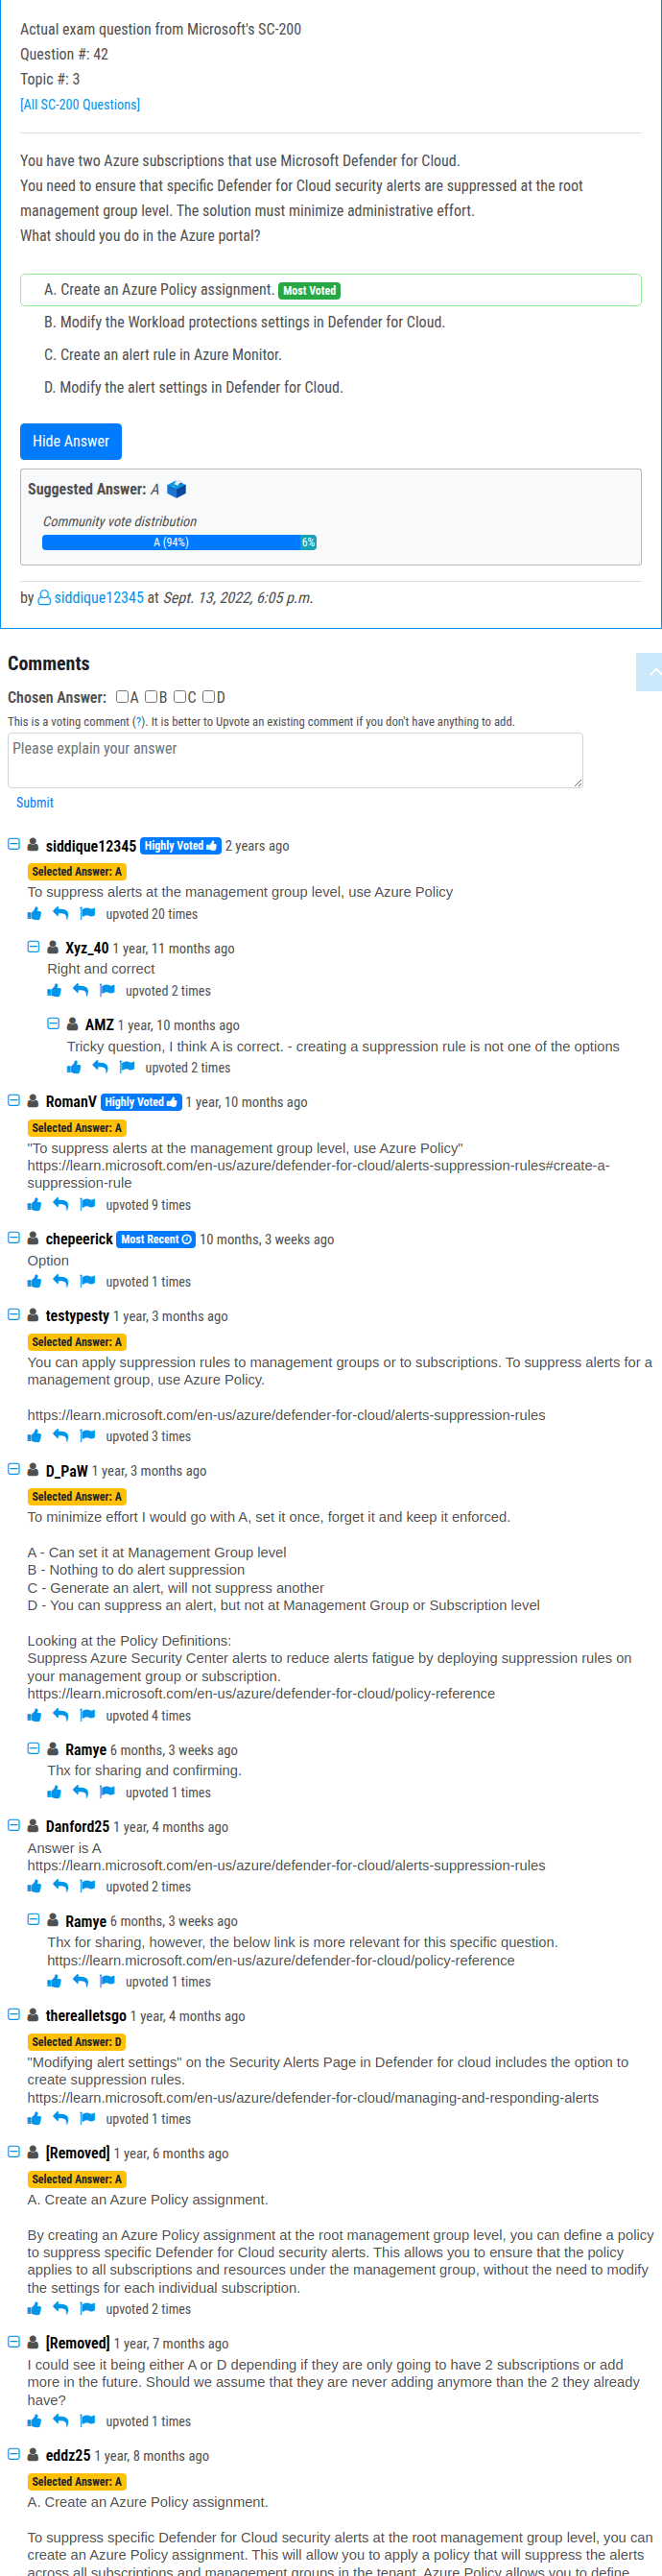 Actual exam question from Microsoft's SC-200
Question #: 42
Topic #: 3
[All SC-200 Questions]
You have two Azure subscriptions that use Microsoft Defender for Cloud.
You need to ensure that specific Defender for Cloud security alerts are suppressed at the root
management group level. The solution must minimize administrative effort.
What should you do in the Azure portal?
A. Create an Azure Policy assignment. Most Voted
B. Modify the Workload protections settings in Defender for Cloud.
C. Create an alert rule in Azure Monitor.
D. Modify the alert settings in Defender for Cloud.
Hide Answer
Suggested Answer: A
Community vote distribution
A (94%) 6%
by siddique12345 at Sept. 13, 2022, 6:05 p.m.
Comments
Chosen Answer: A B C D
This is a voting comment (?). It is better to Upvote an existing comment if you don't have anything to add.
Please explain your answer
Submit
siddique12345 Highly Voted 2 years ago
Selected Answer: A
To suppress alerts at the management group level, use Azure Policy
upvoted 20 times
Xyz_40 1 year, 11 months ago
Right and correct
upvoted 2 times
AMZ 1 year, 10 months ago
Tricky question, I think A is correct. - creating a suppression rule is not one of the options
upvoted 2 times
RomanV Highly Voted 1 year, 10 months ago
Selected Answer: A
"To suppress alerts at the management group level, use Azure Policy"
https://learn.microsoft.com/en-us/azure/defender-for-cloud/alerts-suppression-rules#create-a-
suppression-rule
upvoted 9 times
chepeerick Most Recent 10 months, 3 weeks ago
Option
upvoted 1 times
testypesty 1 year, 3 months ago
Selected Answer: A
You can apply suppression rules to management groups or to subscriptions. To suppress alerts for a
management group, use Azure Policy.
https://learn.microsoft.com/en-us/azure/defender-for-cloud/alerts-suppression-rules
upvoted 3 times
D_PaW 1 year, 3 months ago
Selected Answer: A
To minimize effort I would go with A, set it once, forget it and keep it enforced.
A - Can set it at Management Group level
B - Nothing to do alert suppression
C - Generate an alert, will not suppress another
D - You can suppress an alert, but not at Management Group or Subscription level
Looking at the Policy Definitions:
Suppress Azure Security Center alerts to reduce alerts fatigue by deploying suppression rules on
your management group or subscription.
https://learn.microsoft.com/en-us/azure/defender-for-cloud/policy-reference
upvoted 4 times
Ramye 6 months, 3 weeks ago
Thx for sharing and confirming.
upvoted 1 times
Danford25 1 year, 4 months ago
Answer is A
https://learn.microsoft.com/en-us/azure/defender-for-cloud/alerts-suppression-rules
upvoted 2 times
Ramye 6 months, 3 weeks ago
Thx for sharing, however, the below link is more relevant for this specific question.
https://learn.microsoft.com/en-us/azure/defender-for-cloud/policy-reference
upvoted 1 times
therealletsgo 1 year, 4 months ago
Selected Answer: D
"Modifying alert settings" on the Security Alerts Page in Defender for cloud includes the option to
create suppression rules.
https://learn.microsoft.com/en-us/azure/defender-for-cloud/managing-and-responding-alerts
upvoted 1 times
[Removed] 1 year, 6 months ago
Selected Answer: A
A. Create an Azure Policy assignment.
By creating an Azure Policy assignment at the root management group level, you can define a policy
to suppress specific Defender for Cloud security alerts. This allows you to ensure that the policy
applies to all subscriptions and resources under the management group, without the need to modify
the settings for each individual subscription.
upvoted 2 times
[Removed] 1 year, 7 months ago
I could see it being either A or D depending if they are only going to have 2 subscriptions or add
more in the future. Should we assume that they are never adding anymore than the 2 they already
have?
upvoted 1 times
eddz25 1 year, 8 months ago
Selected Answer: A
A. Create an Azure Policy assignment.
To suppress specific Defender for Cloud security alerts at the root management group level, you can
create an Azure Policy assignment. This will allow you to apply a policy that will suppress the alerts
across all subscriptions and management groups in the tenant. Azure Policy allows you to define